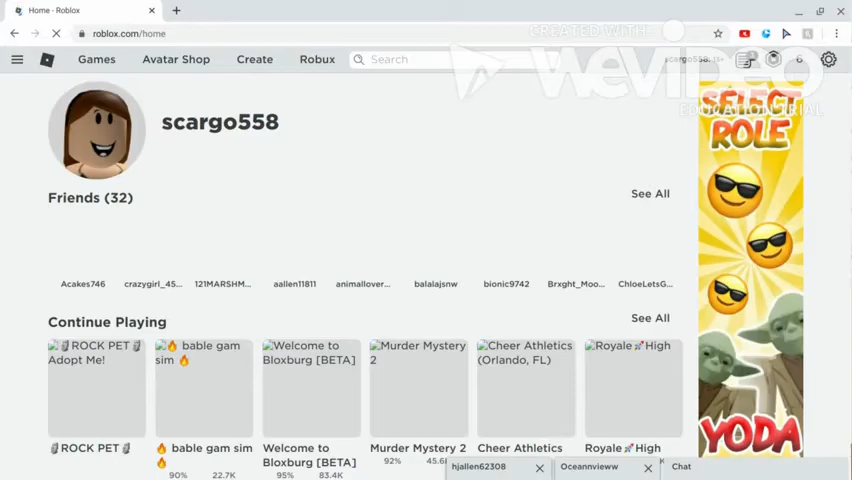 Home - Roblox
roblox.com/home
CREATED WITH
WeVideo
EDUCATION TRIAL
Games
Avatar Shop
Create
Robux
Search
6
scargo558
Friends (32)
See All
Acakes746
crazygirl_45...
121MARSHM...
aallen11811
animallover...
balalajsnw
bionic9742
Brxght_Moo...
ChloeLetsG...
Continue Playing
See All
🗿ROCK PET🗿
Adopt Me!
🔥 bable gam
sim 🔥
Welcome to
Bloxburg [BETA]
Murder Mystery
2
Cheer Athletics
(Orlando, FL)
Royale🚀High
🗿ROCK PET🗿
🔥 bable gam sim
🔥
90%
22.7K
Welcome to
Bloxburg [BETA]
95%
83.4K
Murder Mystery 2
92%
Cheer Athletics
Royale🚀High
hjallen62308
Oceannvieww
Chat
SELECT
ROLE
YODA